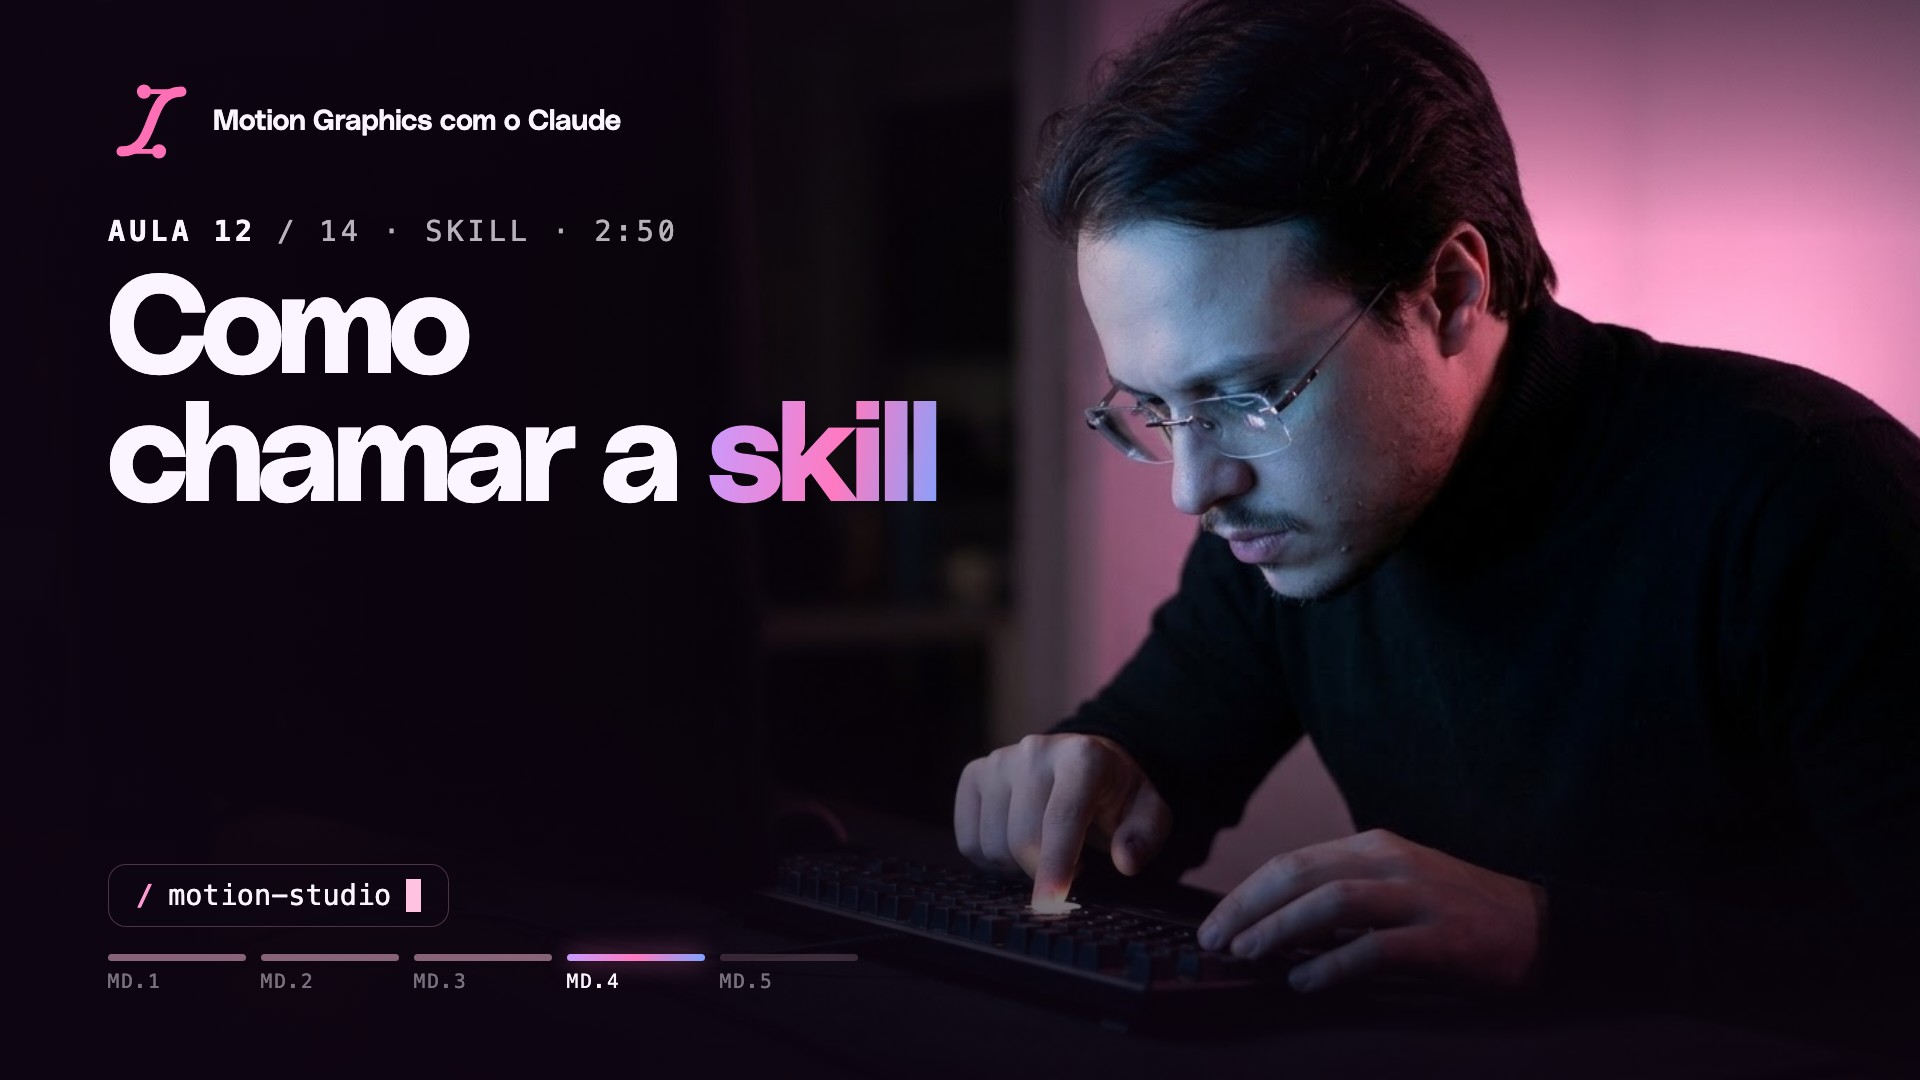 Motion Graphics com o Claude
AULA 12 / 14 · SKILL · 2:50
Como
chamar a skill
/ motion-studio
MD.1 MD.2 MD.3 MD.4 MD.5